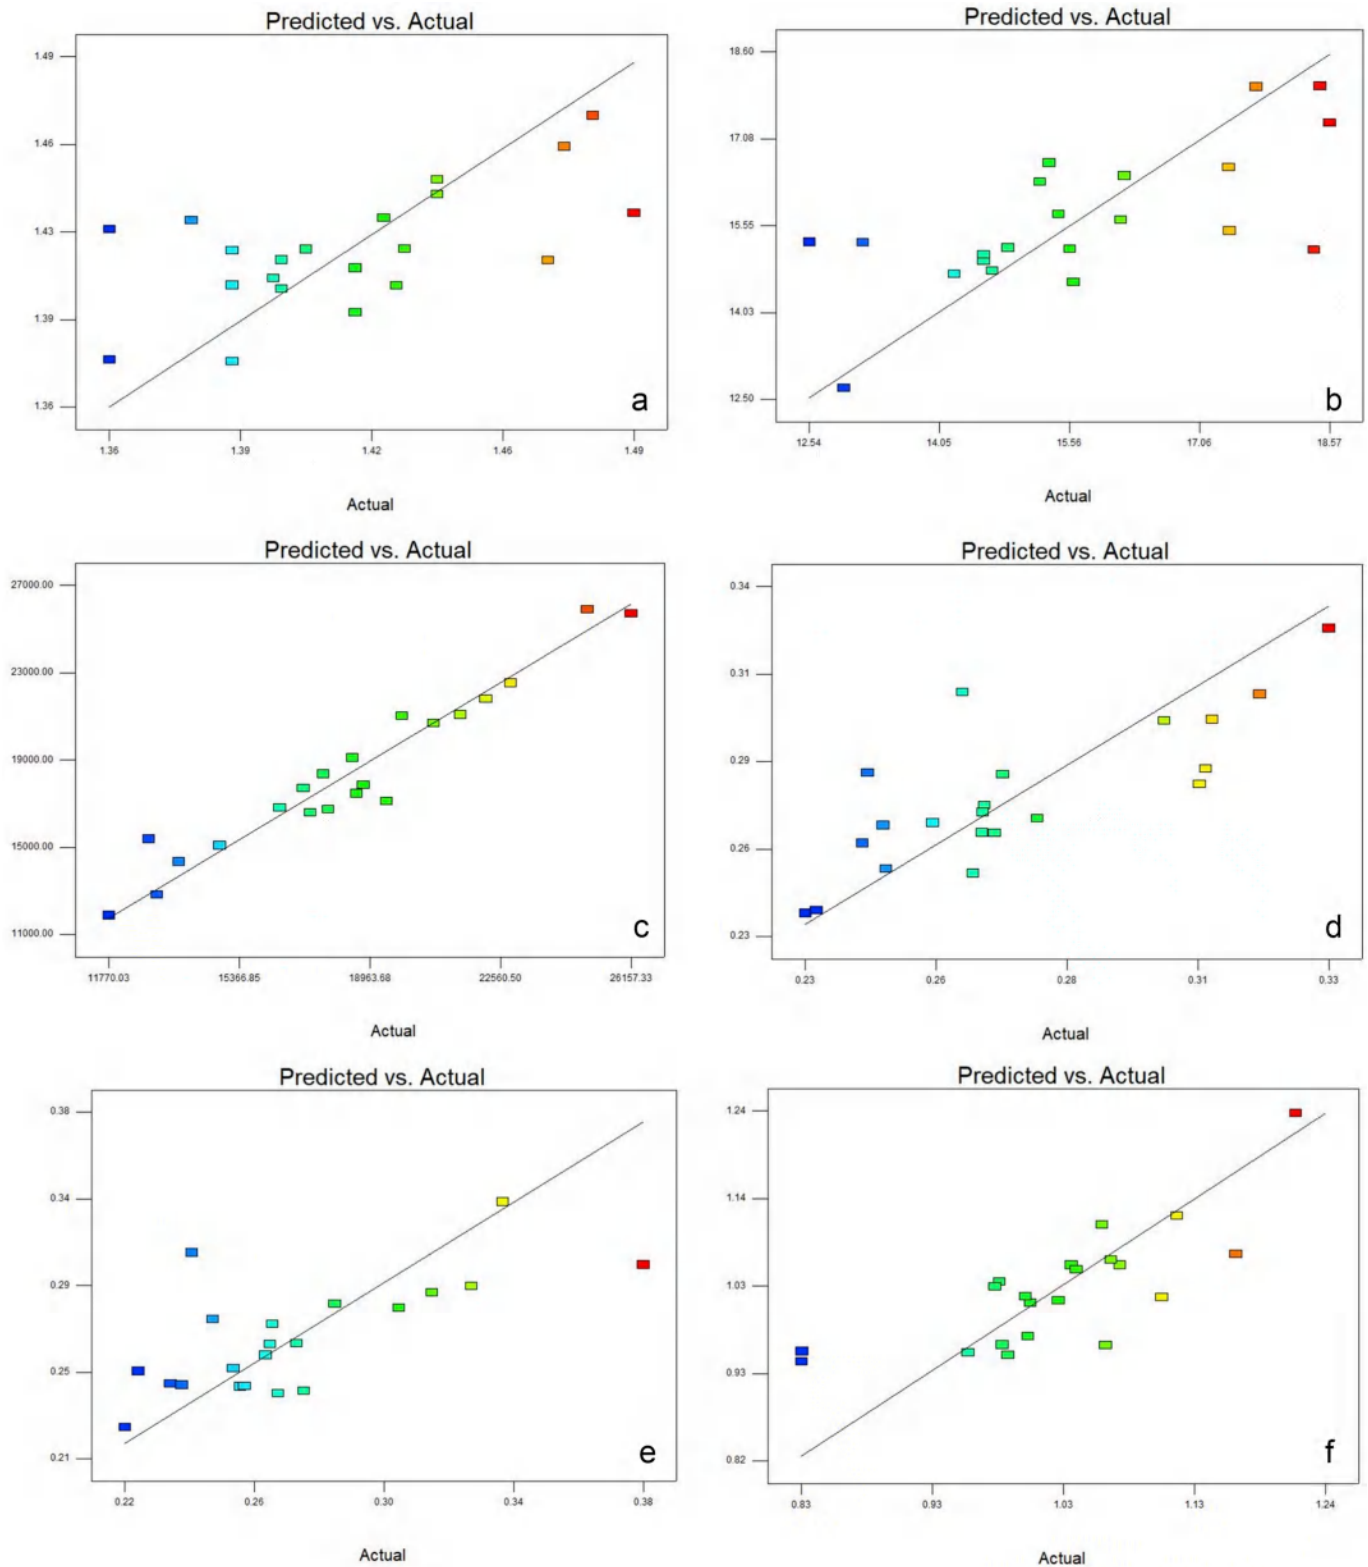 Predicted vs. Actual
1.49
1.46
1.43
1.39
1.36
a
1.36 1.39 1.42 1.46 1.49
Actual
Predicted vs. Actual
18.50
17.08
15.55
14.03
12.50
b
12.54 14.05 15.56 17.06 18.57
Actual
Predicted vs. Actual
27000.00
23000.00
19000.00
15000.00
11000.00
c
11770.03 15366.85 18963.68 22560.50 26157.33
Actual
Predicted vs. Actual
0.34
0.31
0.29
0.26
0.23
d
0.23 0.26 0.28 0.31 0.33
Actual
Predicted vs. Actual
0.38
0.34
0.29
0.25
0.21
e
0.22 0.26 0.30 0.34 0.38
Actual
Predicted vs. Actual
1.24
1.14
1.03
0.93
0.82
f
0.83 0.93 1.03 1.13 1.24
Actual